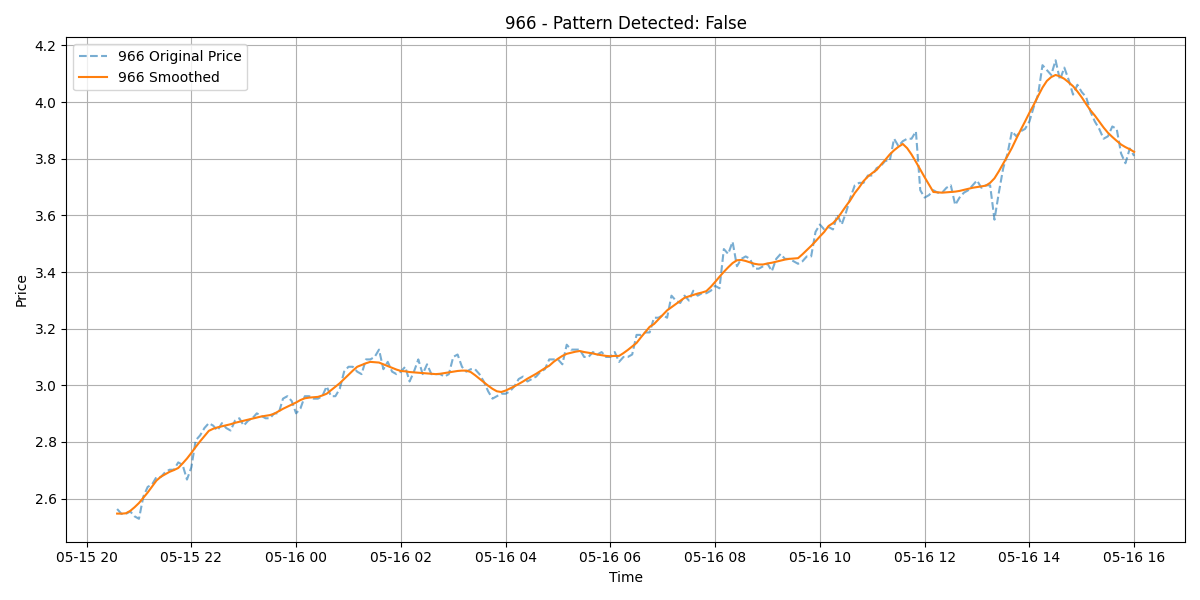 966 - Pattern Detected: False
966 Original Price
966 Smoothed
Price
4.2
4.0
3.8
3.6
3.4
3.2
3.0
2.8
2.6
05-15 20 05-15 22 05-16 00 05-16 02 05-16 04 05-16 06 05-16 08 05-16 10 05-16 12 05-16 14 05-16 16
Time